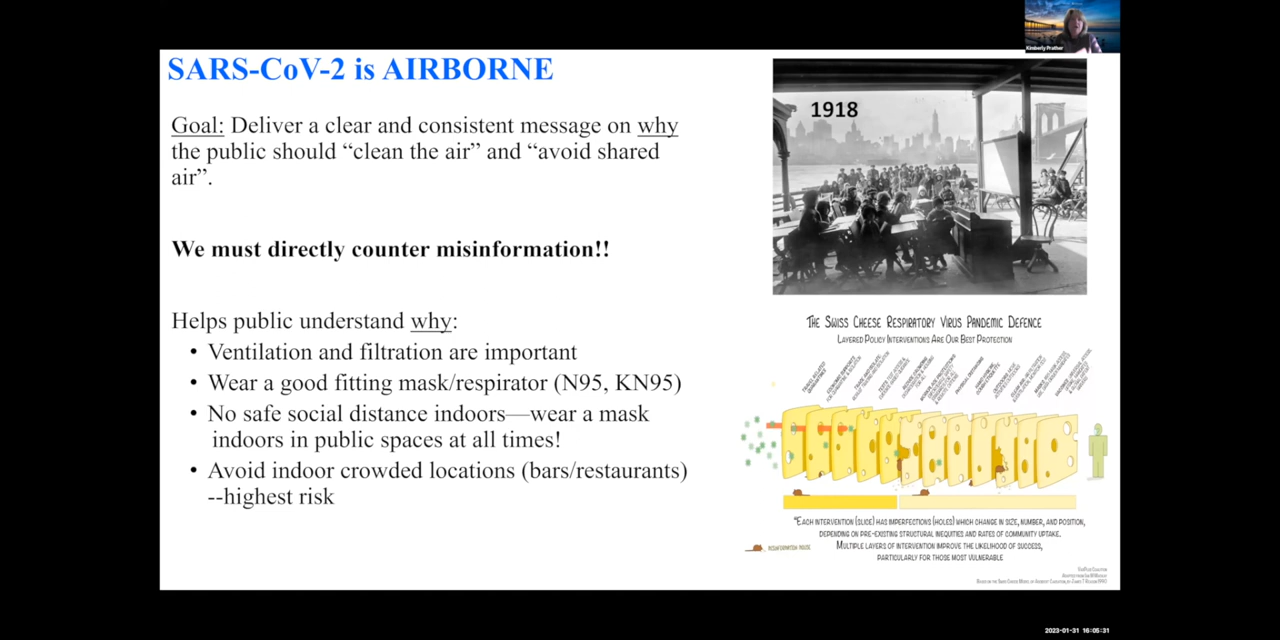 Kimberly Prather
SARS-CoV-2 is AIRBORNE
Goal: Deliver a clear and consistent message on why
the public should “clean the air” and “avoid shared
air”.
We must directly counter misinformation!!
Helps public understand why:
• Ventilation and filtration are important
• Wear a good fitting mask/respirator (N95, KN95)
• No safe social distance indoors—wear a mask
indoors in public spaces at all times!
• Avoid indoor crowded locations (bars/restaurants)
--highest risk
1918
The Swiss Cheese Respiratory Virus Pandemic Defence
Layered Policy Interventions Are Our Best Protection
"Each intervention (slice) has imperfections (holes) which change in size, number, and position,
depending on pre-existing structural inequities and rates of community uptake.
Multiple layers of intervention improve the likelihood of success,
particularly for those most vulnerable
Misinformation mouse
2023-01-31 16:05:31